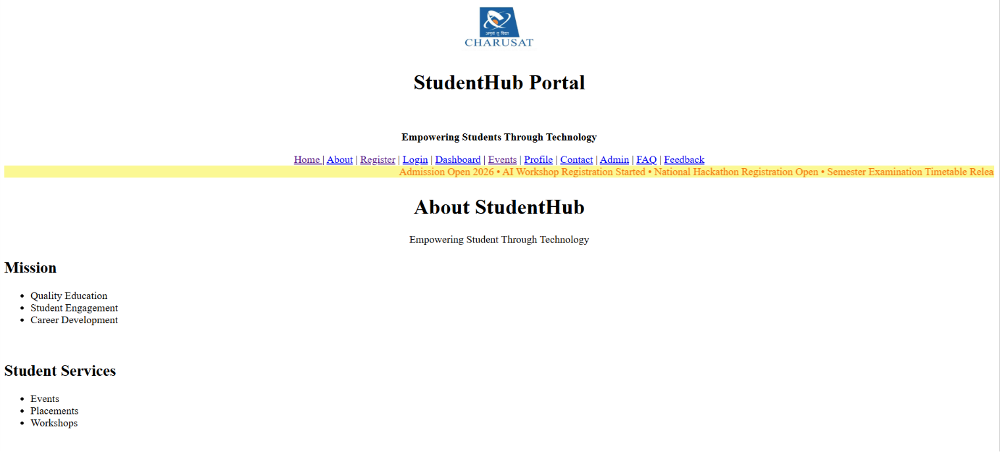 अमृतं तु विद्या
CHARUSAT
StudentHub Portal
Empowering Students Through Technology
Home | About | Register | Login | Dashboard | Events | Profile | Contact | Admin | FAQ | Feedback
Admission Open 2026 • AI Workshop Registration Started • National Hackathon Registration Open • Semester Examination Timetable Relea
About StudentHub
Empowering Student Through Technology
Mission
• Quality Education
• Student Engagement
• Career Development
Student Services
• Events
• Placements
• Workshops